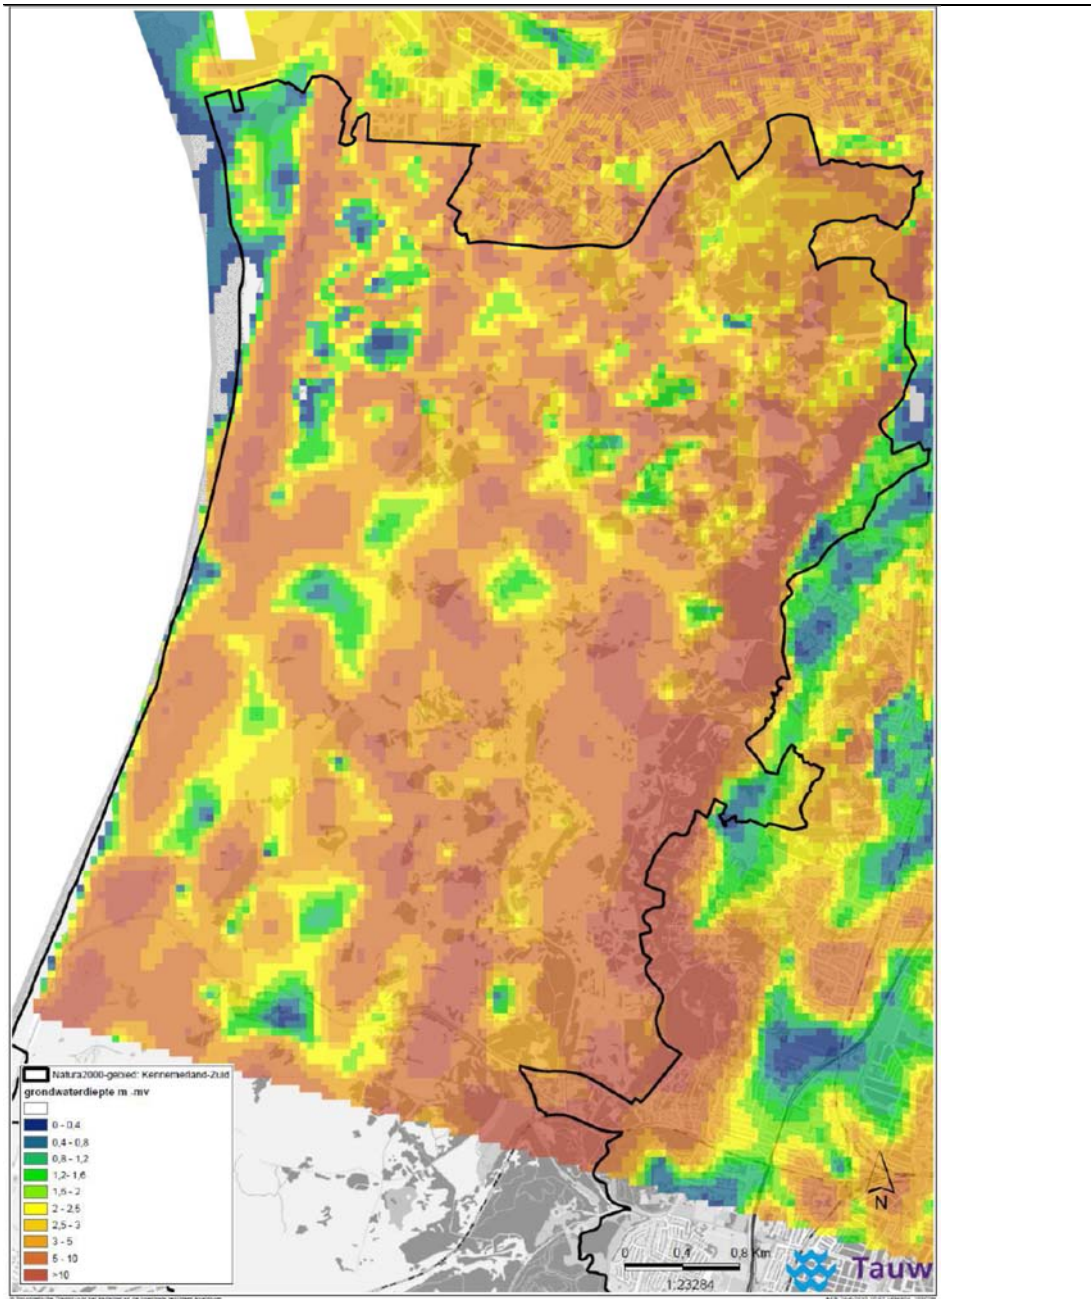 Natura2000-gebied: Kennemerland-Zuid
grondwaterdiepte m -mv
0 - 0,4
0,4 - 0,8
0,8 - 1,2
1,2- 1,6
1,6 - 2
2 - 2,5
2,5 - 3
3 - 5
5 - 10
>10
N
0 0,4 0,8 Km
1:23284
Tauw